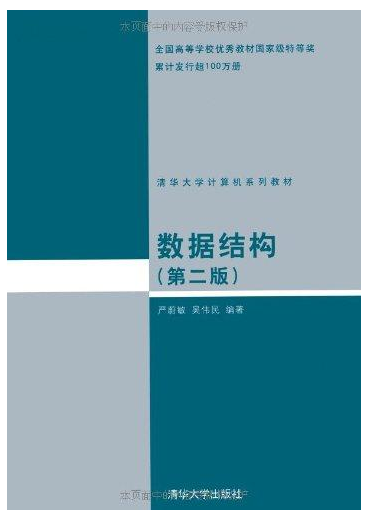 本页面中的内容受版权保护
全国高等学校优秀教材国家级特等奖
累计发行超100万册
清华大学计算机系列教材
数据结构
(第二版)
严蔚敏 吴伟民 编著
清华大学出版社